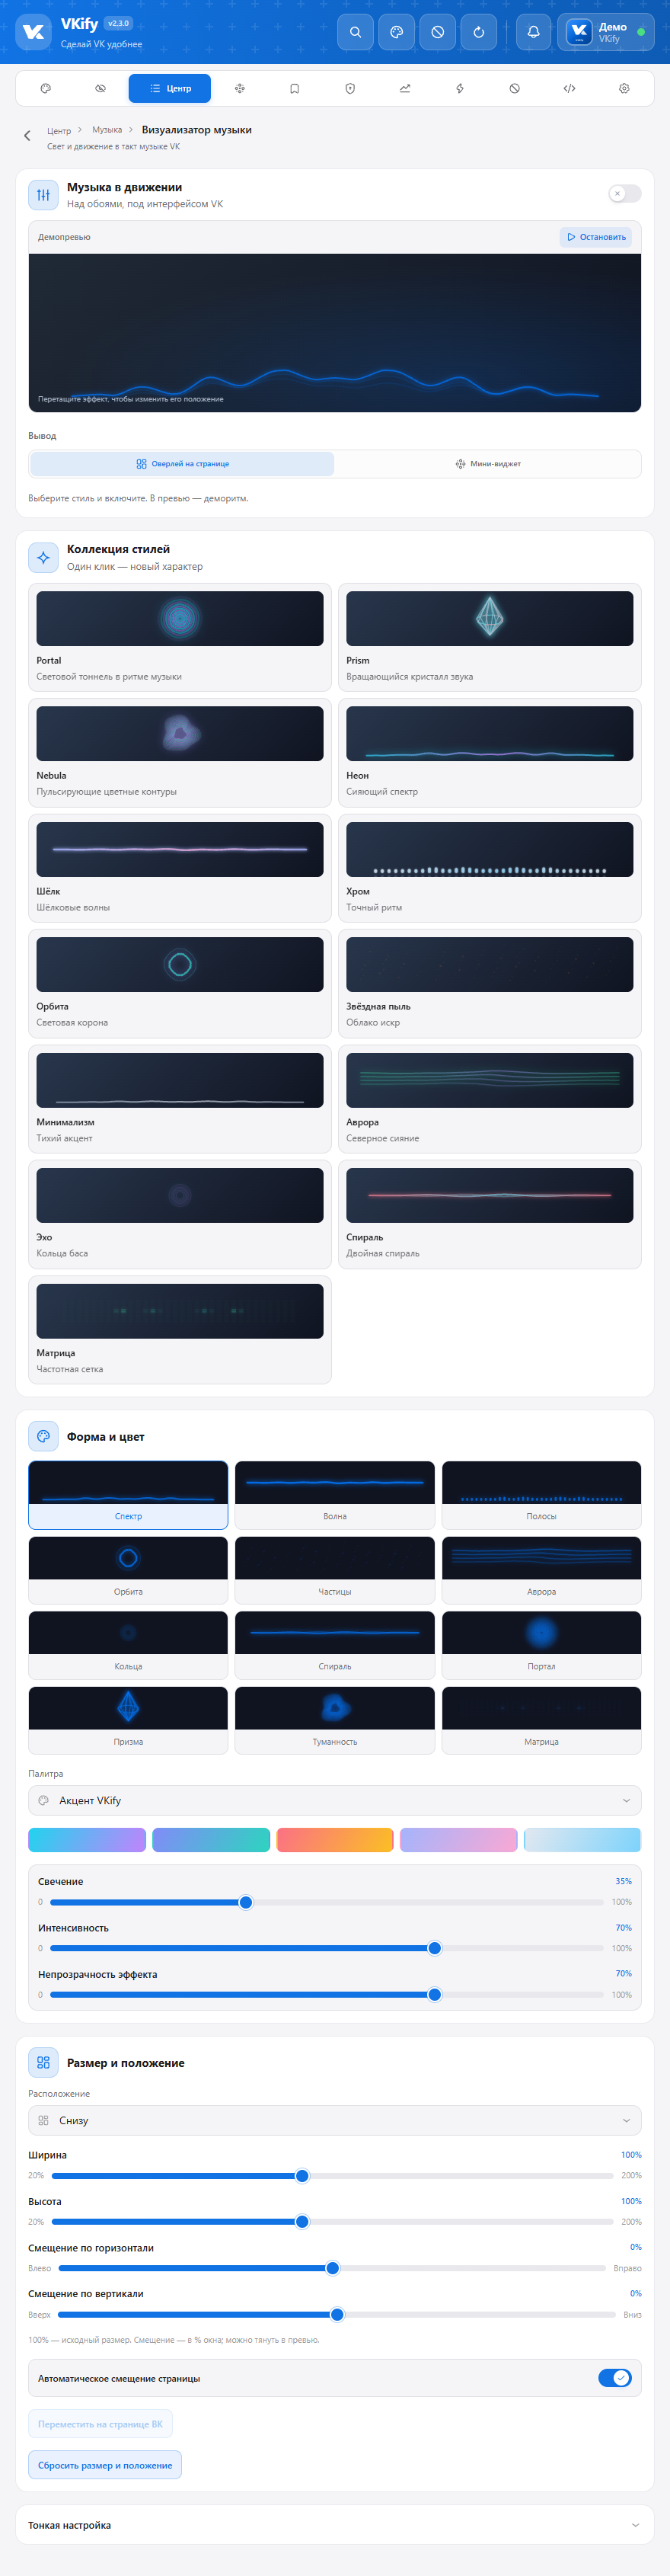 VKify v2.3.0
Сделай VK удобнее
Демо
VKify
Центр
Центр > Музыка > Визуализатор музыки
Свет и движение в такт музыке VK
Музыка в движении
Над обоями, под интерфейсом VK
Демопревью
Остановить
Перетащите эффект, чтобы изменить его положение
Вывод
Оверлей на странице
Мини-виджет
Выберите стиль и включите. В превью — деморитм.
Коллекция стилей
Один клик — новый характер
Portal
Световой тоннель в ритме музыки
Prism
Вращающийся кристалл звука
Nebula
Пульсирующие цветные контуры
Неон
Сияющий спектр
Шёлк
Шёлковые волны
Хром
Точный ритм
Орбита
Световая корона
Звёздная пыль
Облако искр
Минимализм
Тихий акцент
Аврора
Северное сияние
Эхо
Кольца баса
Спираль
Двойная спираль
Матрица
Частотная сетка
Форма и цвет
Спектр
Волна
Полосы
Орбита
Частицы
Аврора
Кольца
Спираль
Портал
Призма
Туманность
Матрица
Палитра
Акцент VKify
Свечение 35%
0 100%
Интенсивность 70%
0 100%
Непрозрачность эффекта 70%
0 100%
Размер и положение
Расположение
Снизу
Ширина 100%
20% 200%
Высота 100%
20% 200%
Смещение по горизонтали 0%
Влево Вправо
Смещение по вертикали 0%
Вверх Вниз
100% — исходный размер. Смещение — в % окна; можно тянуть в превью.
Автоматическое смещение страницы
Переместить на странице ВК
Сбросить размер и положение
Тонкая настройка